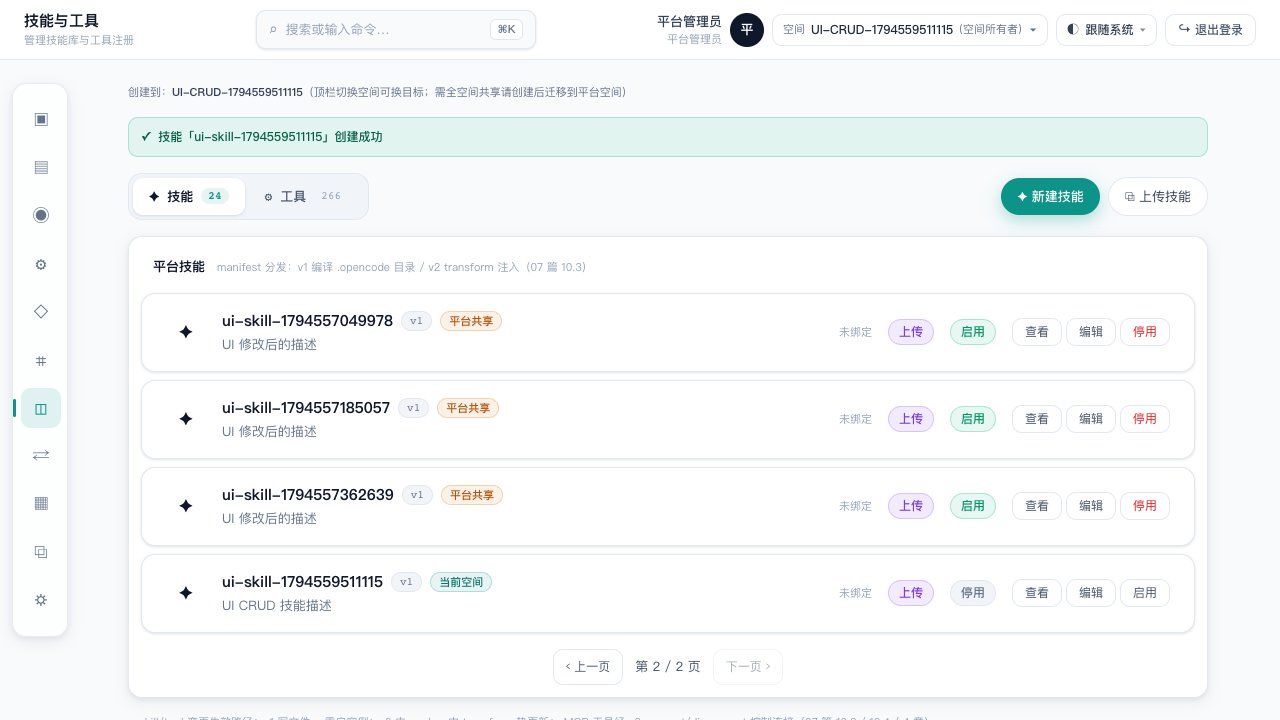 技能与工具
管理技能库与工具注册
搜索或输入命令…
⌘K
平台管理员
平台管理员
平
空间 UI-CRUD-1794559511115 (空间所有者)
跟随系统
退出登录
创建到：UI-CRUD-1794559511115（顶栏切换空间可换目标；需全空间共享请创建后迁移到平台空间）
✓ 技能「ui-skill-1794559511115」创建成功
✦ 技能 24
⚙ 工具 266
✦ 新建技能
上传技能
平台技能 manifest 分发：v1 编译 .opencode 目录 / v2 transform 注入（07 篇 10.3）
✦ ui-skill-1794557049978 v1 平台共享
UI 修改后的描述
未绑定 上传 启用 查看 编辑 停用
✦ ui-skill-1794557185057 v1 平台共享
UI 修改后的描述
未绑定 上传 启用 查看 编辑 停用
✦ ui-skill-1794557362639 v1 平台共享
UI 修改后的描述
未绑定 上传 启用 查看 编辑 停用
✦ ui-skill-1794559511115 v1 当前空间
UI CRUD 技能描述
未绑定 上传 停用 查看 编辑 启用
‹ 上一页 第 2 / 2 页 下一页 ›